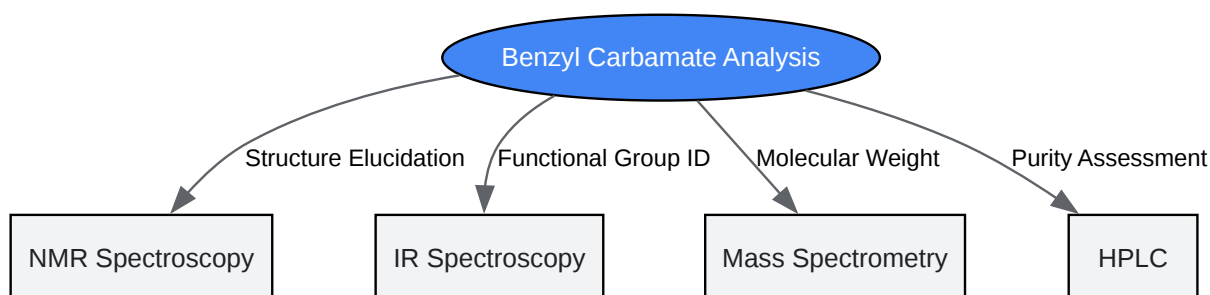 Benzyl Carbamate Analysis
Structure Elucidation
Functional Group ID
Molecular Weight
Purity Assessment
NMR Spectroscopy
IR Spectroscopy
Mass Spectrometry
HPLC